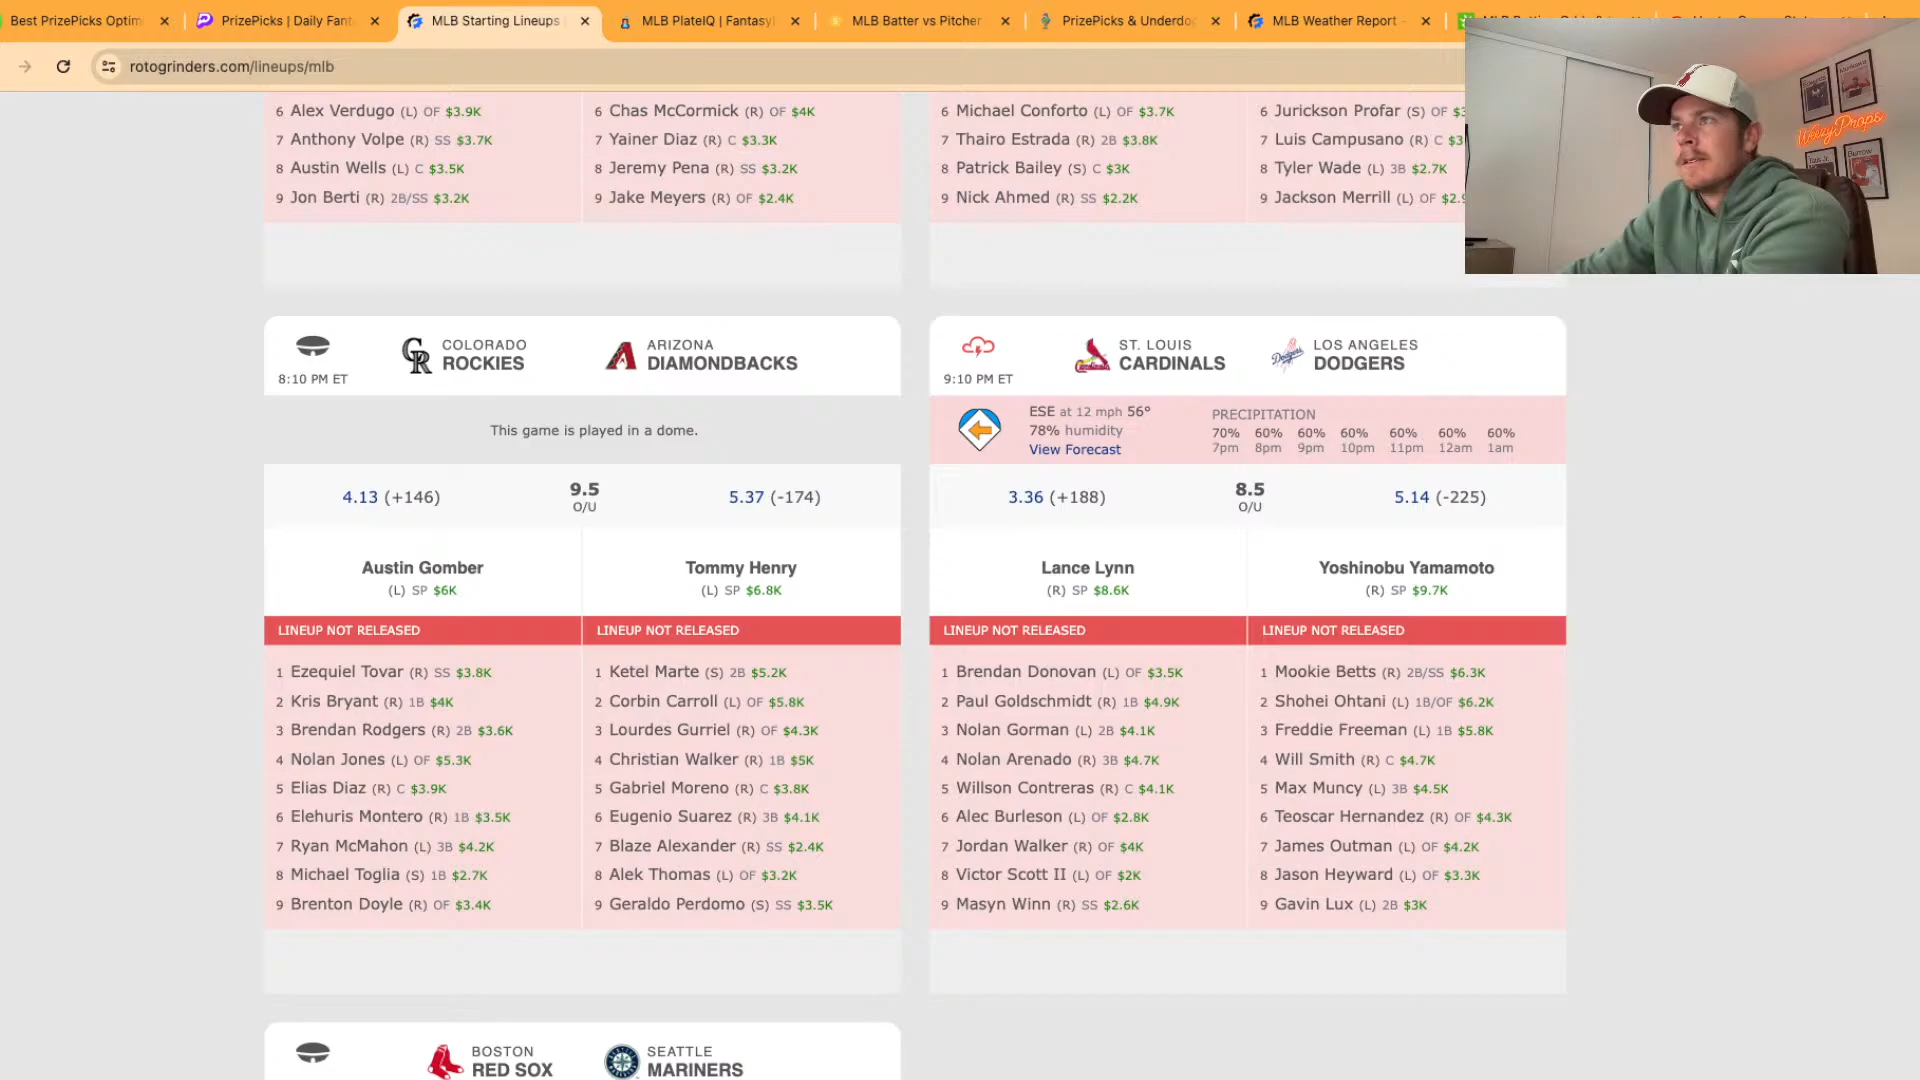 Best PrizePicks Optim
PrizePicks | Daily Fant
MLB Starting Lineups
MLB PlateIQ | Fantasy
MLB Batter vs Pitcher
PrizePicks & Underdo
MLB Weather Report -
rotogrinders.com/lineups/mlb
6 Alex Verdugo (L) OF $3.9K
7 Anthony Volpe (R) SS $3.7K
8 Austin Wells (L) C $3.5K
9 Jon Berti (R) 2B/SS $3.2K
6 Chas McCormick (R) OF $4K
7 Yainer Diaz (R) C $3.3K
8 Jeremy Pena (R) SS $3.2K
9 Jake Meyers (R) OF $2.4K
6 Michael Conforto (L) OF $3.7K
7 Thairo Estrada (R) 2B $3.8K
8 Patrick Bailey (S) C $3K
9 Nick Ahmed (R) SS $2.2K
6 Jurickson Profar (S) OF $3
7 Luis Campusano (R) C $3
8 Tyler Wade (L) 3B $2.7K
9 Jackson Merrill (L) OF $2.9
WeezyProps
Burrow
8:10 PM ET
COLORADO
ROCKIES
ARIZONA
DIAMONDBACKS
This game is played in a dome.
4.13 (+146)
9.5
O/U
5.37 (-174)
Austin Gomber
(L) SP $6K
Tommy Henry
(L) SP $6.8K
LINEUP NOT RELEASED
LINEUP NOT RELEASED
1 Ezequiel Tovar (R) SS $3.8K
2 Kris Bryant (R) 1B $4K
3 Brendan Rodgers (R) 2B $3.6K
4 Nolan Jones (L) OF $5.3K
5 Elias Diaz (R) C $3.9K
6 Elehuris Montero (R) 1B $3.5K
7 Ryan McMahon (L) 3B $4.2K
8 Michael Toglia (S) 1B $2.7K
9 Brenton Doyle (R) OF $3.4K
1 Ketel Marte (S) 2B $5.2K
2 Corbin Carroll (L) OF $5.8K
3 Lourdes Gurriel (R) OF $4.3K
4 Christian Walker (R) 1B $5K
5 Gabriel Moreno (R) C $3.8K
6 Eugenio Suarez (R) 3B $4.1K
7 Blaze Alexander (R) SS $2.4K
8 Alek Thomas (L) OF $3.2K
9 Geraldo Perdomo (S) SS $3.5K
9:10 PM ET
ST. LOUIS
CARDINALS
Dodgers
LOS ANGELES
DODGERS
ESE at 12 mph 56°
78% humidity
View Forecast
PRECIPITATION
70% 60% 60% 60% 60% 60% 60%
7pm 8pm 9pm 10pm 11pm 12am 1am
3.36 (+188)
8.5
O/U
5.14 (-225)
Lance Lynn
(R) SP $8.6K
Yoshinobu Yamamoto
(R) SP $9.7K
LINEUP NOT RELEASED
LINEUP NOT RELEASED
1 Brendan Donovan (L) OF $3.5K
2 Paul Goldschmidt (R) 1B $4.9K
3 Nolan Gorman (L) 2B $4.1K
4 Nolan Arenado (R) 3B $4.7K
5 Willson Contreras (R) C $4.1K
6 Alec Burleson (L) OF $2.8K
7 Jordan Walker (R) OF $4K
8 Victor Scott II (L) OF $2K
9 Masyn Winn (R) SS $2.6K
1 Mookie Betts (R) 2B/SS $6.3K
2 Shohei Ohtani (L) 1B/OF $6.2K
3 Freddie Freeman (L) 1B $5.8K
4 Will Smith (R) C $4.7K
5 Max Muncy (L) 3B $4.5K
6 Teoscar Hernandez (R) OF $4.3K
7 James Outman (L) OF $4.2K
8 Jason Heyward (L) OF $3.3K
9 Gavin Lux (L) 2B $3K
BOSTON
RED SOX
SEATTLE
MARINERS